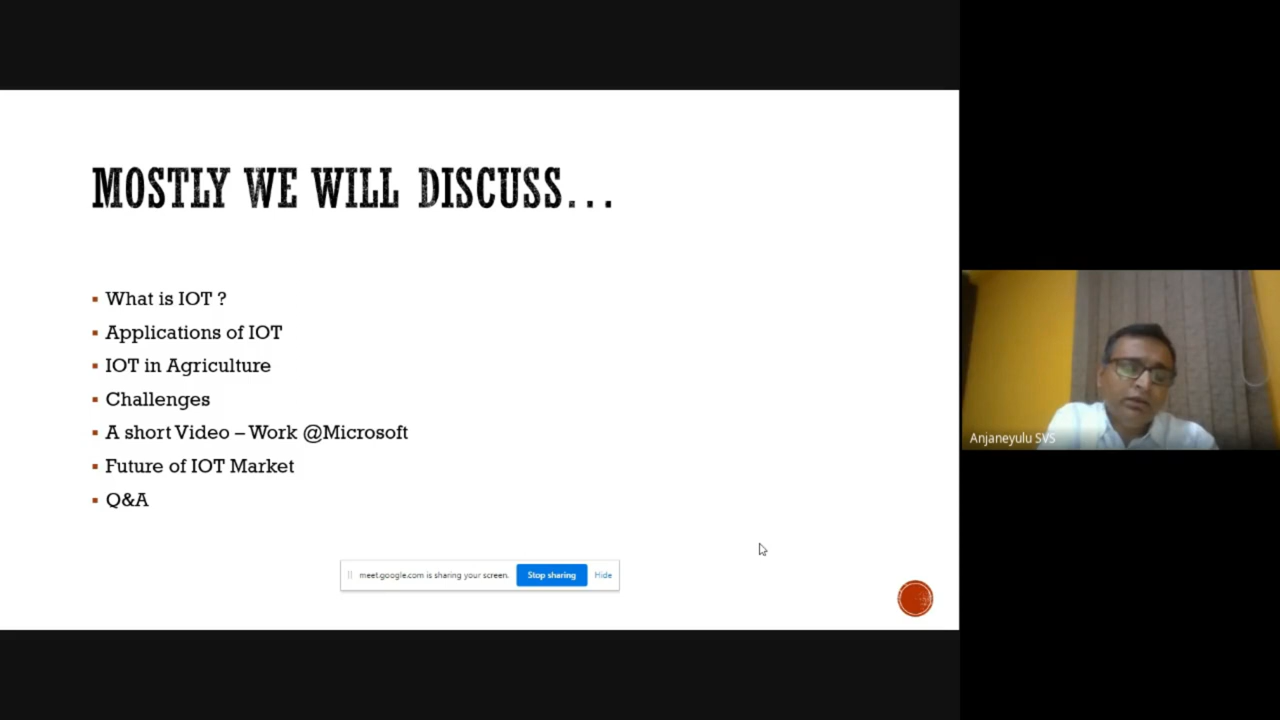 MOSTLY WE WILL DISCUSS...
What is IOT ?
Applications of IOT
IOT in Agriculture
Challenges
A short Video – Work @Microsoft
Future of IOT Market
Q&A
meet.google.com is sharing your screen. Stop sharing Hide
Anjaneyulu SVS